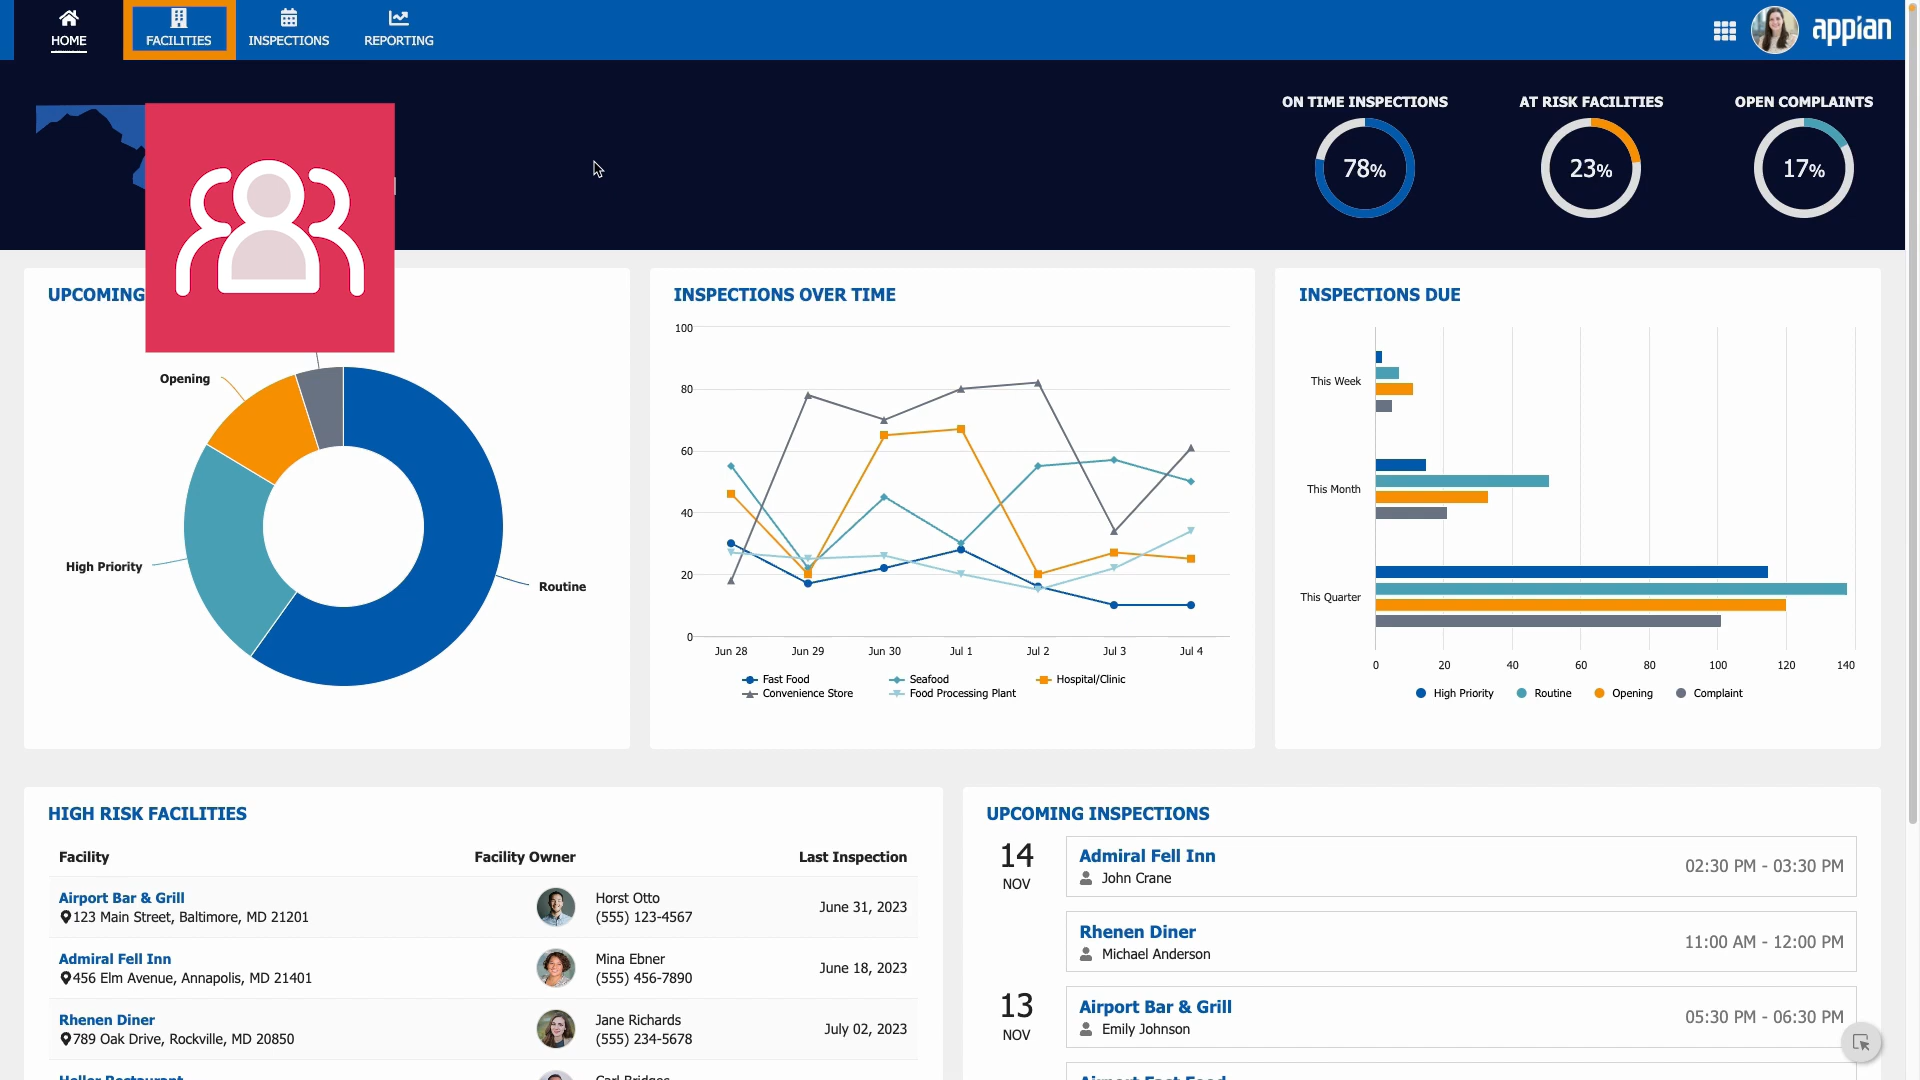 HOME
FACILITIES
INSPECTIONS
REPORTING
appian
ON TIME INSPECTIONS
AT RISK FACILITIES
OPEN COMPLAINTS
78%
23%
17%
UPCOMING
Opening
High Priority
Routine
INSPECTIONS OVER TIME
100
80
60
40
20
0
Jun 28 Jun 29 Jun 30 Jul 1 Jul 2 Jul 3 Jul 4
Fast Food Seafood Hospital/Clinic
Convenience Store Food Processing Plant
INSPECTIONS DUE
This Week
This Month
This Quarter
0 20 40 60 80 100 120 140
High Priority Routine Opening Complaint
HIGH RISK FACILITIES
Facility Facility Owner Last Inspection
Airport Bar & Grill
123 Main Street, Baltimore, MD 21201
Horst Otto
(555) 123-4567
June 31, 2023
Admiral Fell Inn
456 Elm Avenue, Annapolis, MD 21401
Mina Ebner
(555) 456-7890
June 18, 2023
Rhenen Diner
789 Oak Drive, Rockville, MD 20850
Jane Richards
(555) 234-5678
July 02, 2023
UPCOMING INSPECTIONS
14
NOV
Admiral Fell Inn
John Crane
02:30 PM - 03:30 PM
Rhenen Diner
Michael Anderson
11:00 AM - 12:00 PM
13
NOV
Airport Bar & Grill
Emily Johnson
05:30 PM - 06:30 PM